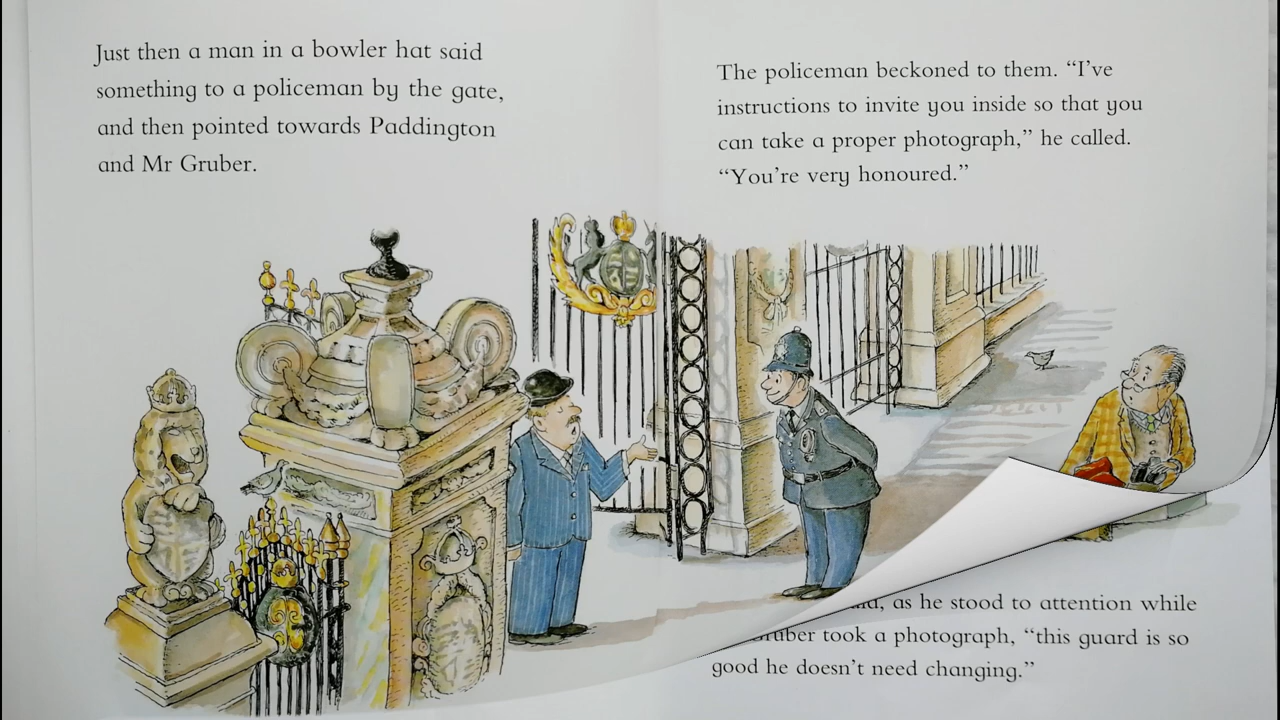 Just then a man in a bowler hat said
something to a policeman by the gate,
and then pointed towards Paddington
and Mr Gruber.
The policeman beckoned to them. “I’ve
instructions to invite you inside so that you
can take a proper photograph,” he called.
“You’re very honoured.”
as he stood to attention while
took a photograph, “this guard is so
good he doesn’t need changing.”